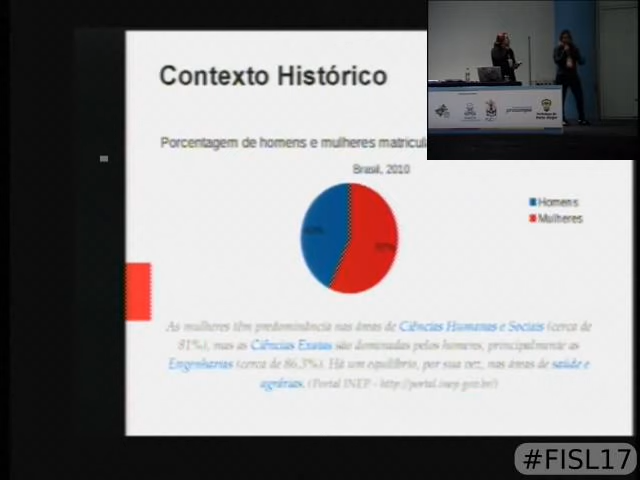 Contexto Histórico
Porcentagem de homens e mulheres matricul
Brasil, 2010
Homens
Mulheres
As mulheres têm predominância nas áreas de Ciências Humanas e Sociais (cerca de
81%), mas as Ciências Exatas são dominadas pelos homens, principalmente as
Engenharias (cerca de 86,3%). Há um equilíbrio, por sua vez, nas áreas de saúde e
agrárias. (Portal INEP - http://portal.inep.gov.br/)
#FISL17